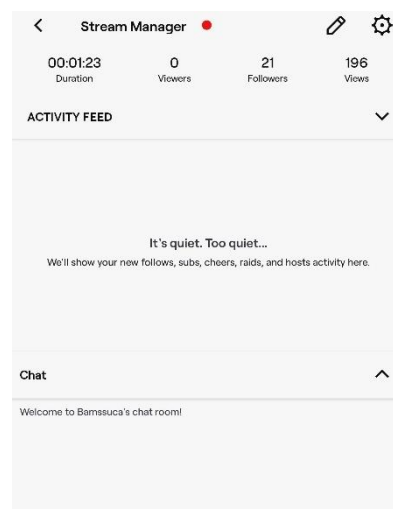 Stream Manager
00:01:23 0 21 196
Duration Viewers Followers Views
ACTIVITY FEED
It's quiet. Too quiet...
We'll show your new follows, subs, cheers, raids, and hosts activity here.
Chat
Welcome to Bamssuca's chat room!